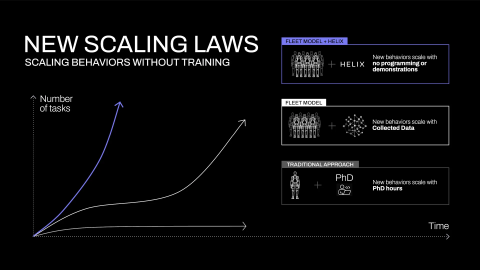 NEW SCALING LAWS
SCALING BEHAVIORS WITHOUT TRAINING
Number
of tasks
Time
FLEET MODEL + HELIX
+ HELIX
New behaviors scale with
no programming or
demonstrations
FLEET MODEL
+
New behaviors scale with
Collected Data
TRADITIONAL APPROACH
+
PhD
New behaviors scale with
PhD hours